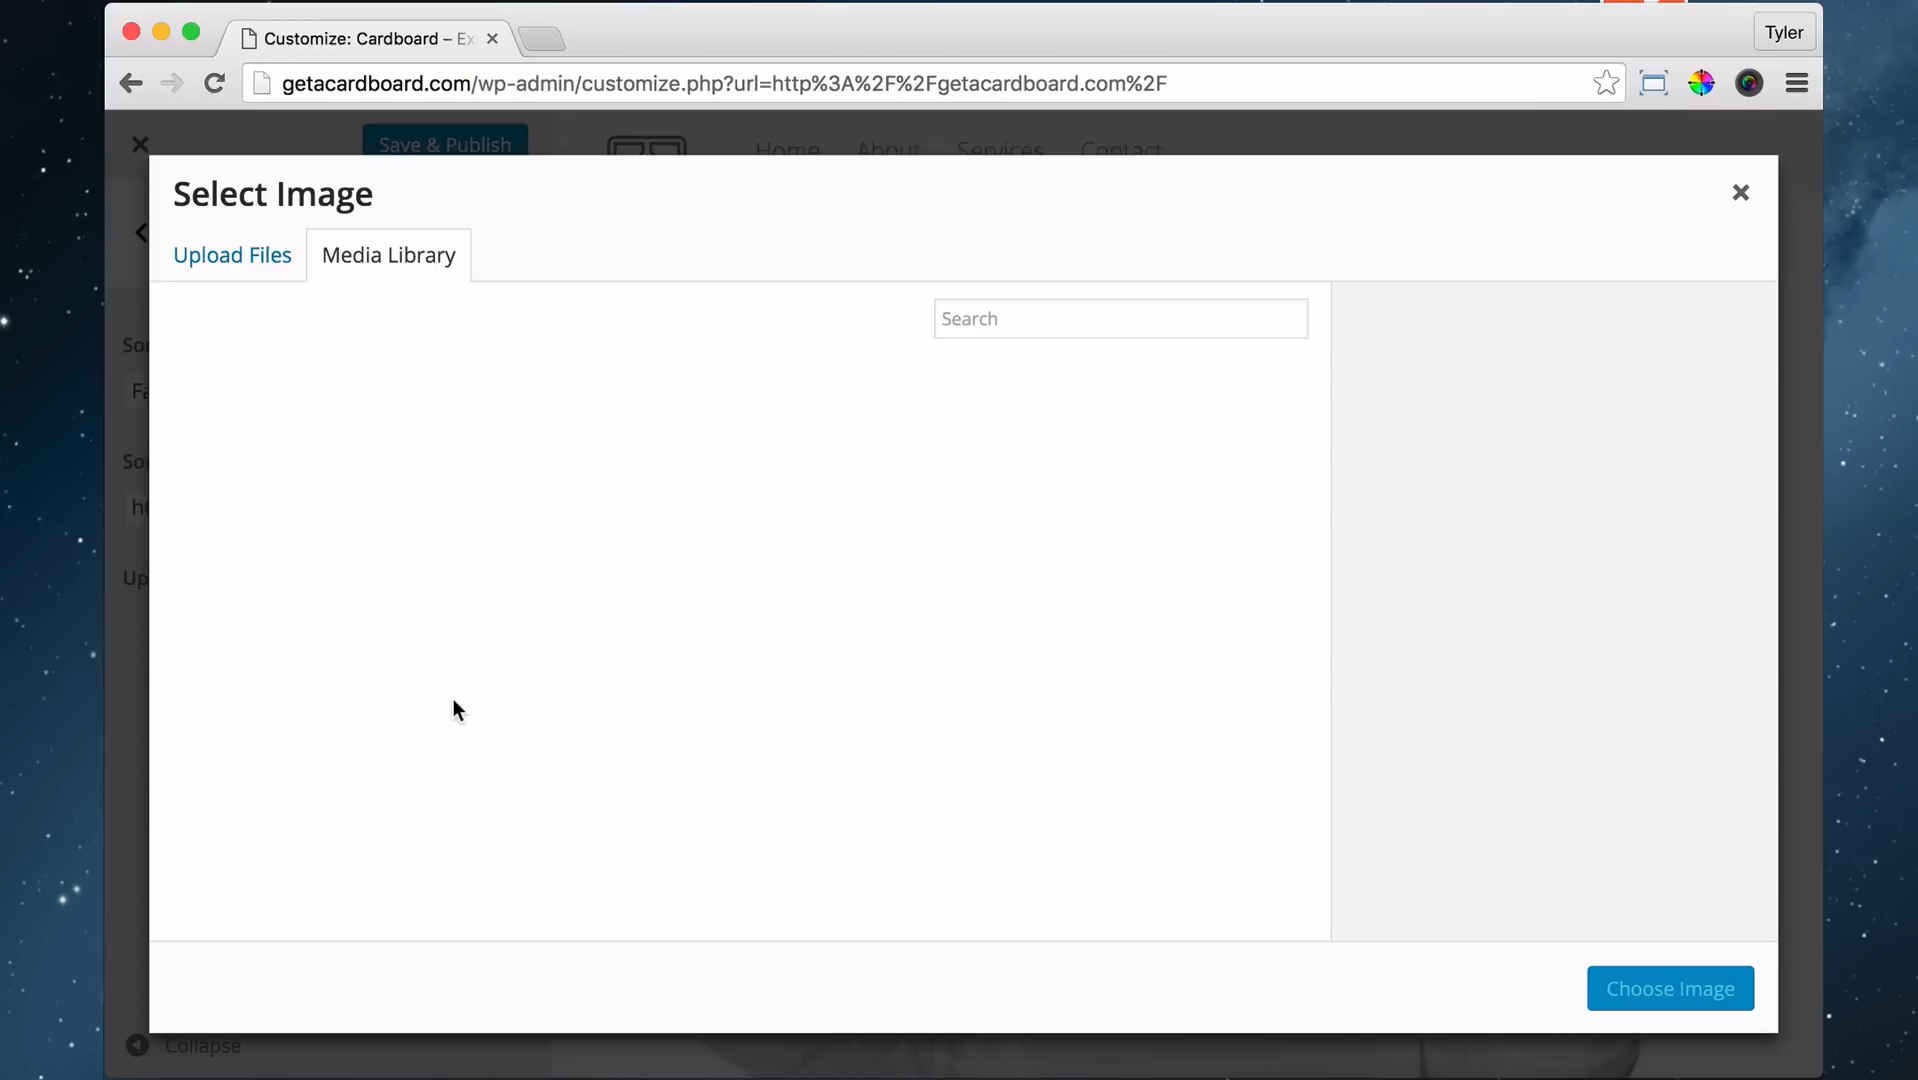 Customize: Cardboard – Ex
Tyler
getacardboard.com/wp-admin/customize.php?url=http%3A%2F%2Fgetacardboard.com%2F
Save & Publish
Home About Services Contact
Select Image
Upload Files
Media Library
Search
Choose Image
Collapse